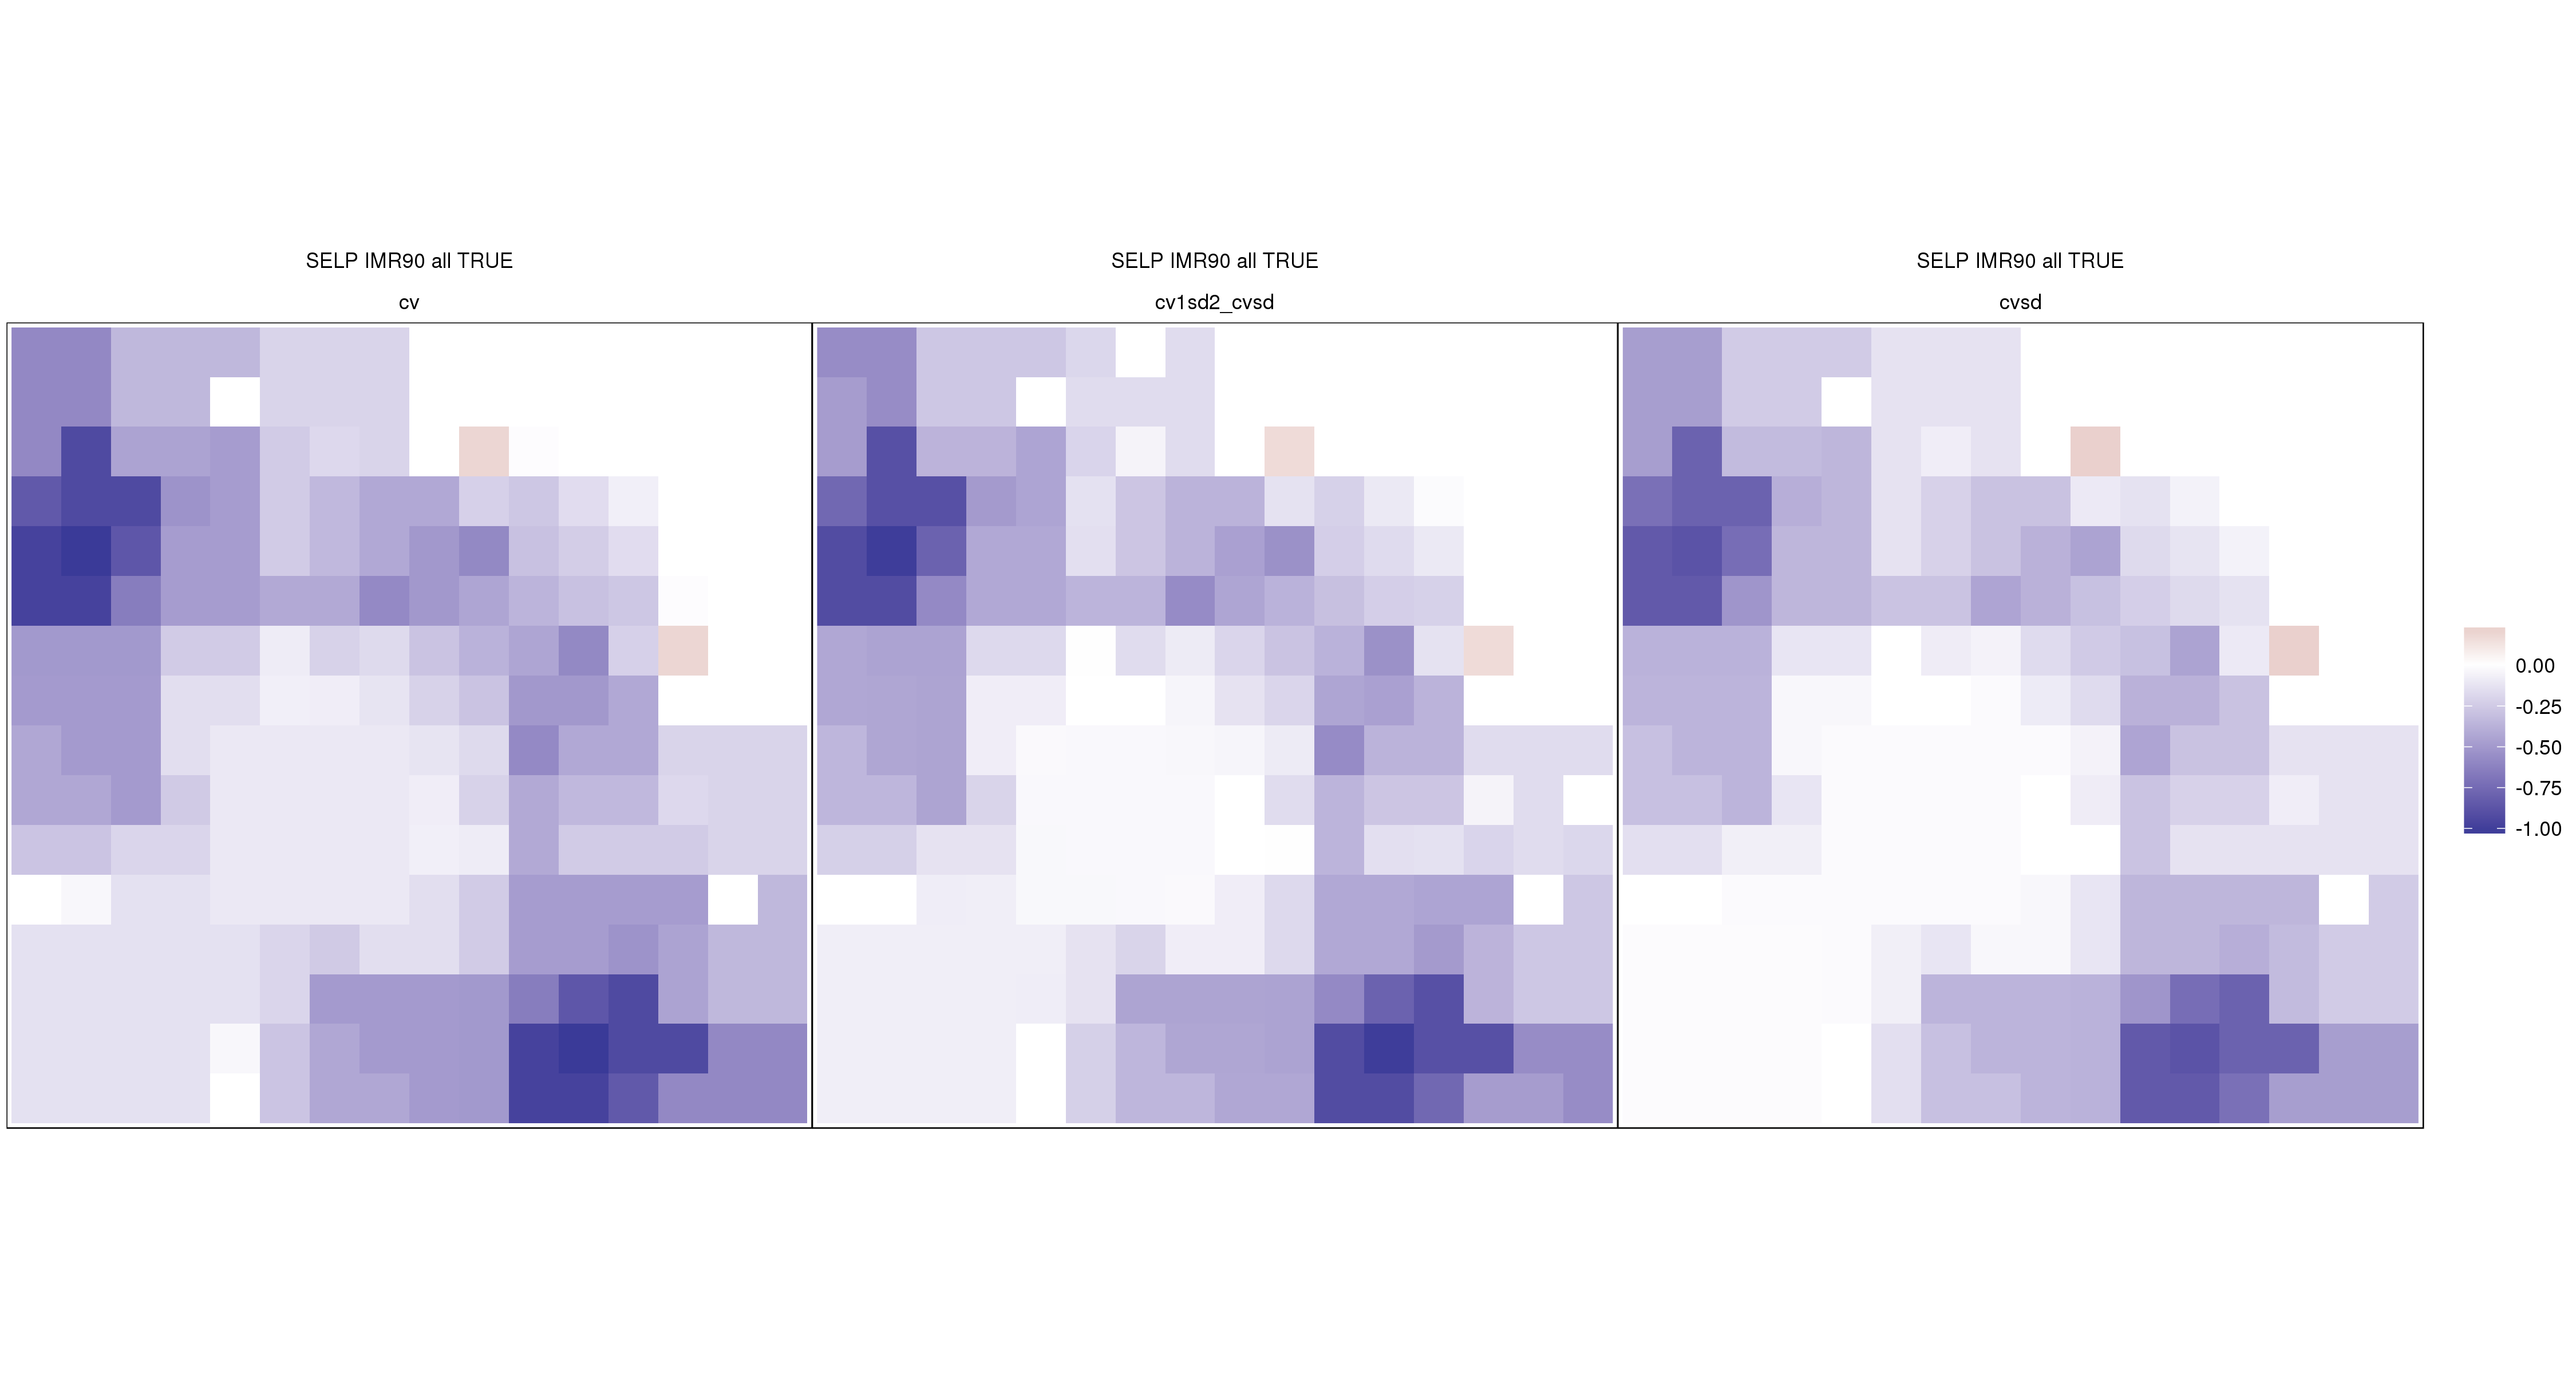 SELP IMR90 all TRUE
cv
SELP IMR90 all TRUE
cv1sd2_cvsd
SELP IMR90 all TRUE
cvsd
0.00
-0.25
-0.50
-0.75
-1.00